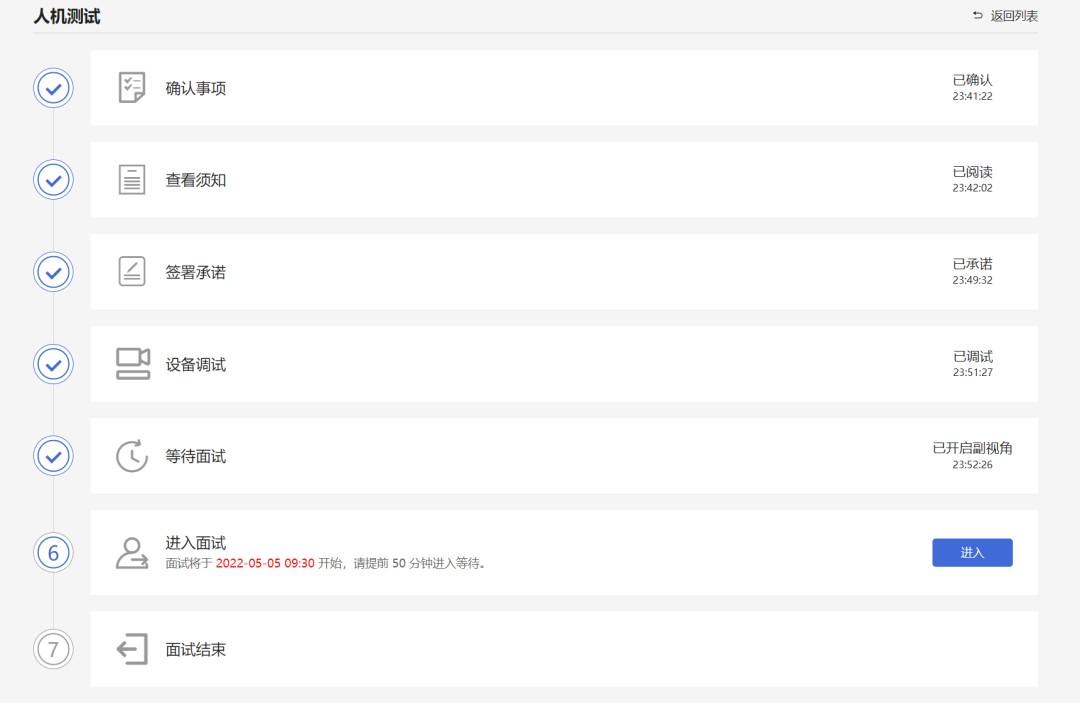 人机测试
返回列表
确认事项
已确认
23:41:22
查看须知
已阅读
23:42:02
签署承诺
已承诺
23:49:32
设备调试
已调试
23:51:27
等待面试
已开启副视角
23:52:26
6
进入面试
面试将于 2022-05-05 09:30 开始，请提前 50 分钟进入等待。
进入
7
面试结束